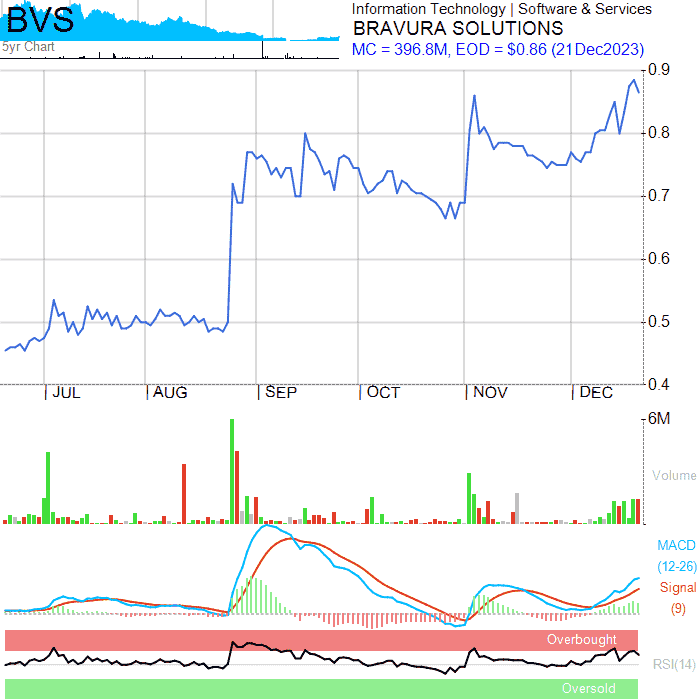 BVS
5yr Chart
Information Technology | Software & Services
BRAVURA SOLUTIONS
MC = 396.8M, EOD = $0.86 (21Dec2023)
0.9
0.8
0.7
0.6
0.5
0.4
JUL
AUG
SEP
OCT
NOV
DEC
6M
Volume
MACD
(12-26)
Signal
(9)
Overbought
RSI(14)
Oversold